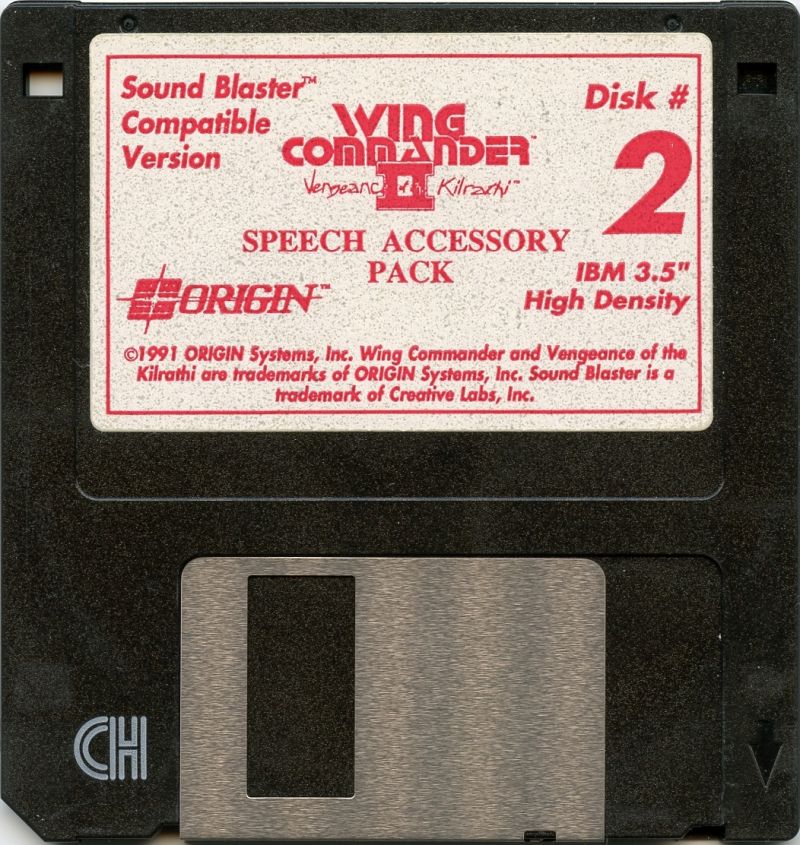 Sound Blaster™
Compatible
Version
Disk #
2
WING
COMMANDER™
II
Vengeance of the Kilrathi™
SPEECH ACCESSORY
PACK
ORIGIN™
IBM 3.5"
High Density
©1991 ORIGIN Systems, Inc. Wing Commander and Vengeance of the
Kilrathi are trademarks of ORIGIN Systems, Inc. Sound Blaster is a
trademark of Creative Labs, Inc.
CH